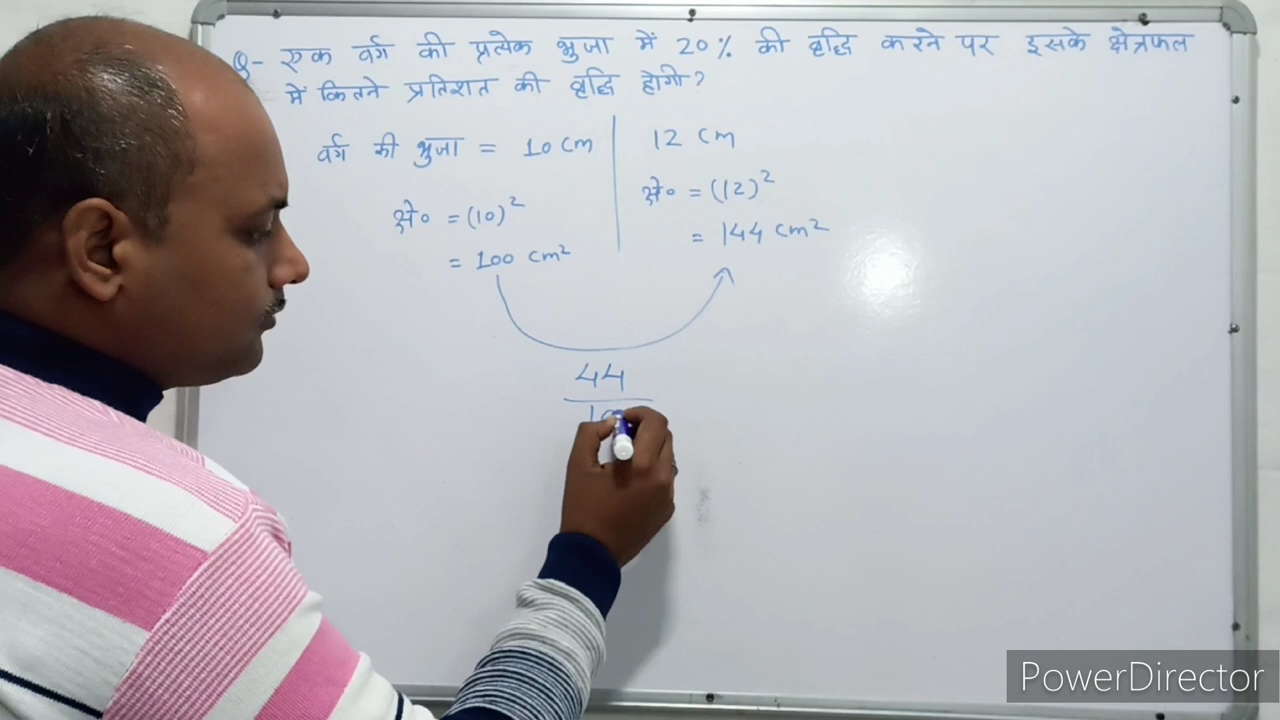 Q- एक वर्ग की प्रत्येक भुजा में 20% की वृद्धि करने पर इसके क्षेत्रफल
में कितने प्रतिशत की वृद्धि होगी?
वर्ग की भुजा = 10 cm
क्षे० = (10)²
= 100 cm²
12 cm
क्षे० = (12)²
= 144 cm²
44
PowerDirector